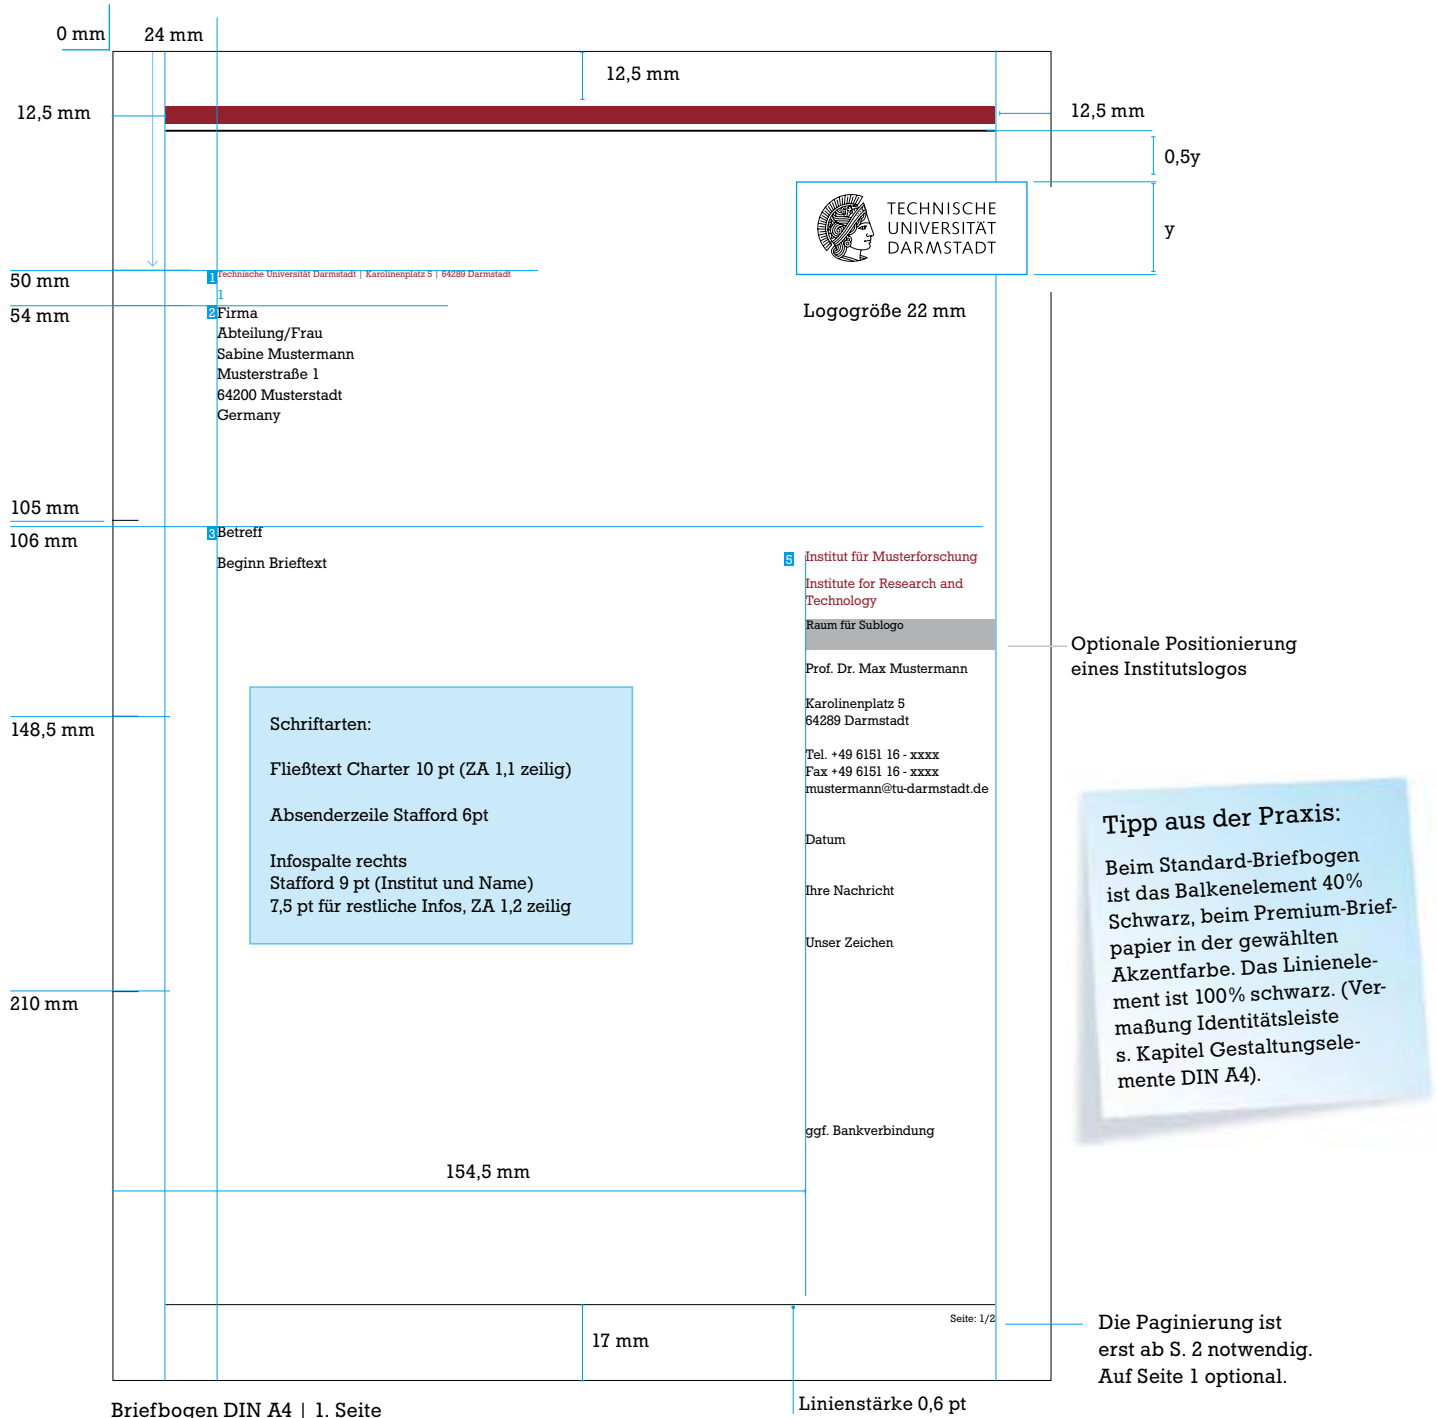 0 mm
24 mm
12,5 mm
12,5 mm
12,5 mm
0,5y
TECHNISCHE
UNIVERSITÄT
DARMSTADT
y
50 mm
1 Technische Universität Darmstadt | Karolinenplatz 5 | 64289 Darmstadt
1
54 mm
2 Firma
Abteilung/Frau
Sabine Mustermann
Musterstraße 1
64200 Musterstadt
Germany
Logogröße 22 mm
105 mm
106 mm
3 Betreff
Beginn Brieftext
5 Institut für Musterforschung
Institute for Research and
Technology
Raum für Sublogo
Optionale Positionierung
eines Institutslogos
Prof. Dr. Max Mustermann
Karolinenplatz 5
64289 Darmstadt
Tel. +49 6151 16 - xxxx
Fax +49 6151 16 - xxxx
mustermann@tu-darmstadt.de
Datum
Ihre Nachricht
Unser Zeichen
ggf. Bankverbindung
148,5 mm
Schriftarten:
Fließtext Charter 10 pt (ZA 1,1 zeilig)
Absenderzeile Stafford 6pt
Infospalte rechts
Stafford 9 pt (Institut und Name)
7,5 pt für restliche Infos, ZA 1,2 zeilig
210 mm
Tipp aus der Praxis:
Beim Standard-Briefbogen
ist das Balkenelement 40%
Schwarz, beim Premium-Brief-
papier in der gewählten
Akzentfarbe. Das Linienele-
ment ist 100% schwarz. (Ver-
maßung Identitätsleiste
s. Kapitel Gestaltungsele-
mente DIN A4).
154,5 mm
Seite: 1/2
17 mm
Die Paginierung ist
erst ab S. 2 notwendig.
Auf Seite 1 optional.
Linienstärke 0,6 pt
Briefbogen DIN A4 | 1. Seite